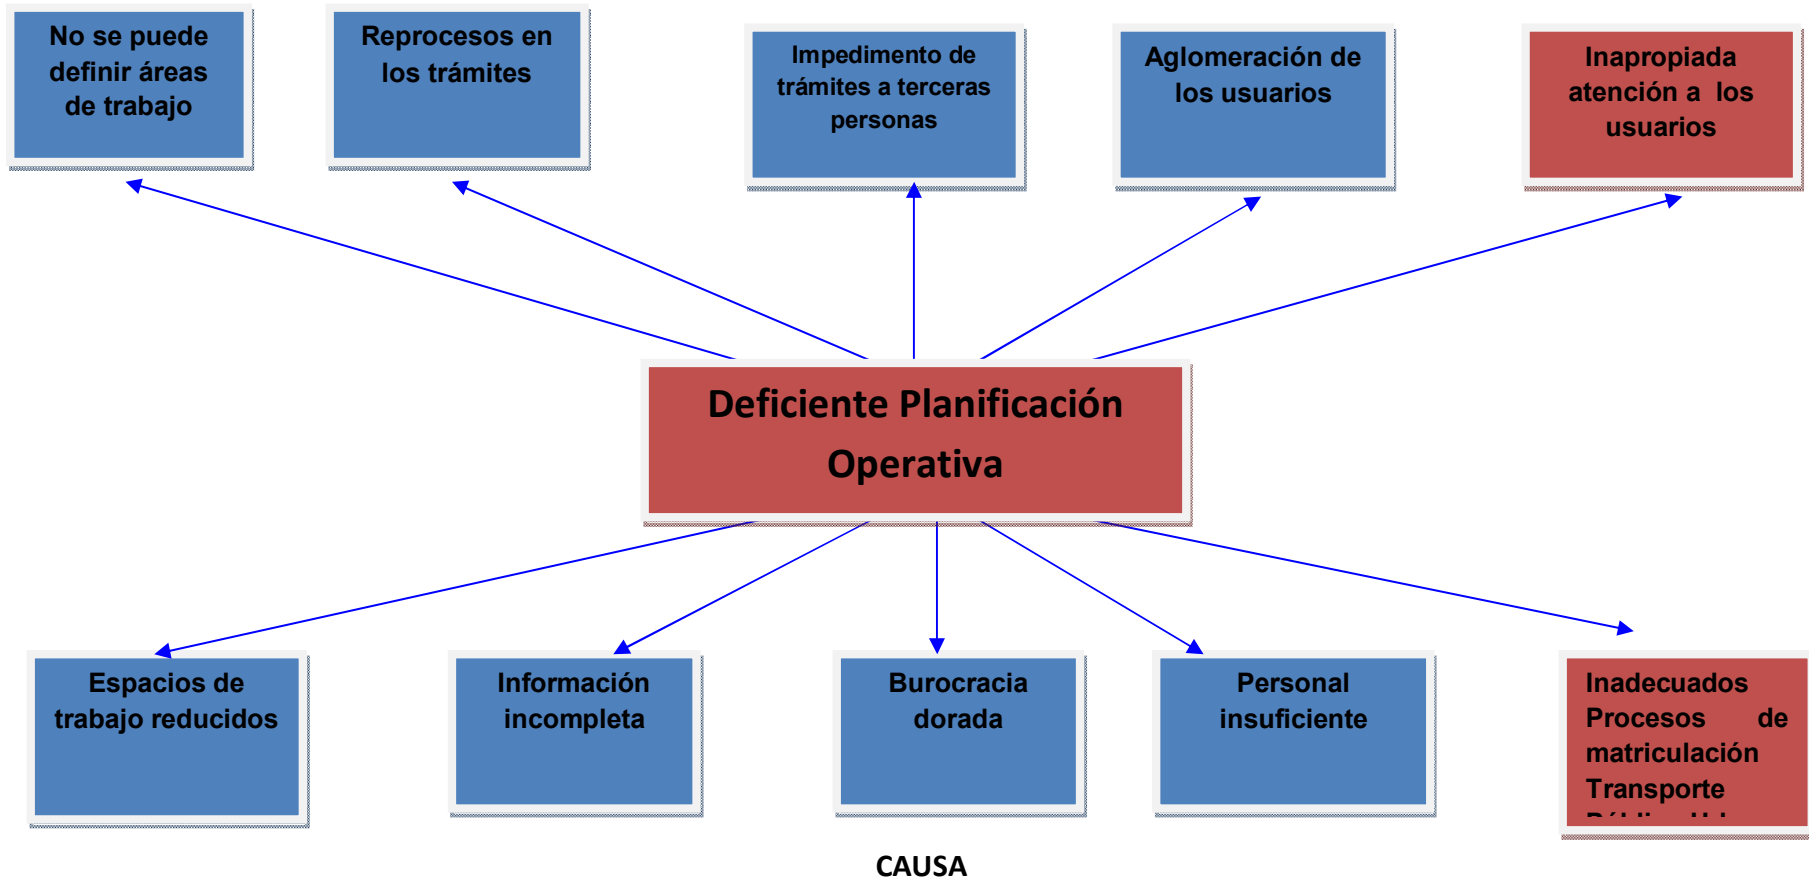 No se puede
definir áreas
de trabajo
Reprocesos en
los trámites
Impedimento de
trámites a terceras
personas
Aglomeración de
los usuarios
Inapropiada
atención a los
usuarios
Deficiente Planificación
Operativa
Espacios de
trabajo reducidos
Información
incompleta
Burocracia
dorada
Personal
insuficiente
Inadecuados
Procesos de
matriculación
Transporte
CAUSA